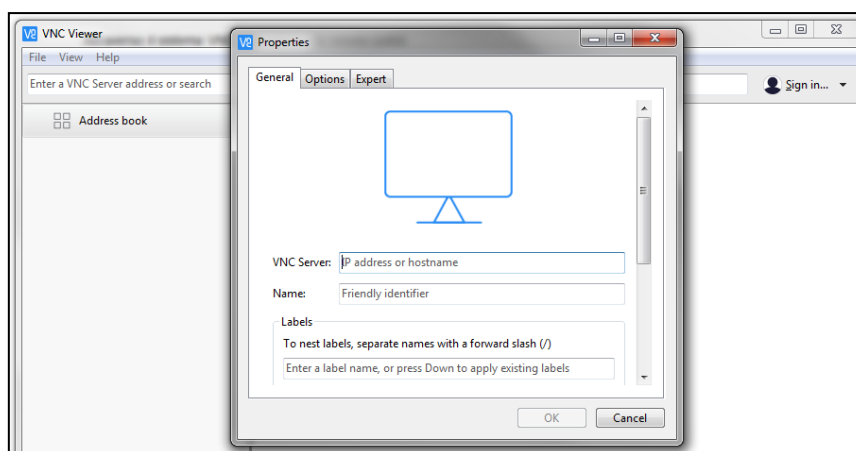 VNC Viewer
File View Help
Enter a VNC Server address or search
Sign in...
Address book
Properties
General Options Expert
VNC Server: IP address or hostname
Name: Friendly identifier
Labels
To nest labels, separate names with a forward slash (/)
Enter a label name, or press Down to apply existing labels
OK Cancel